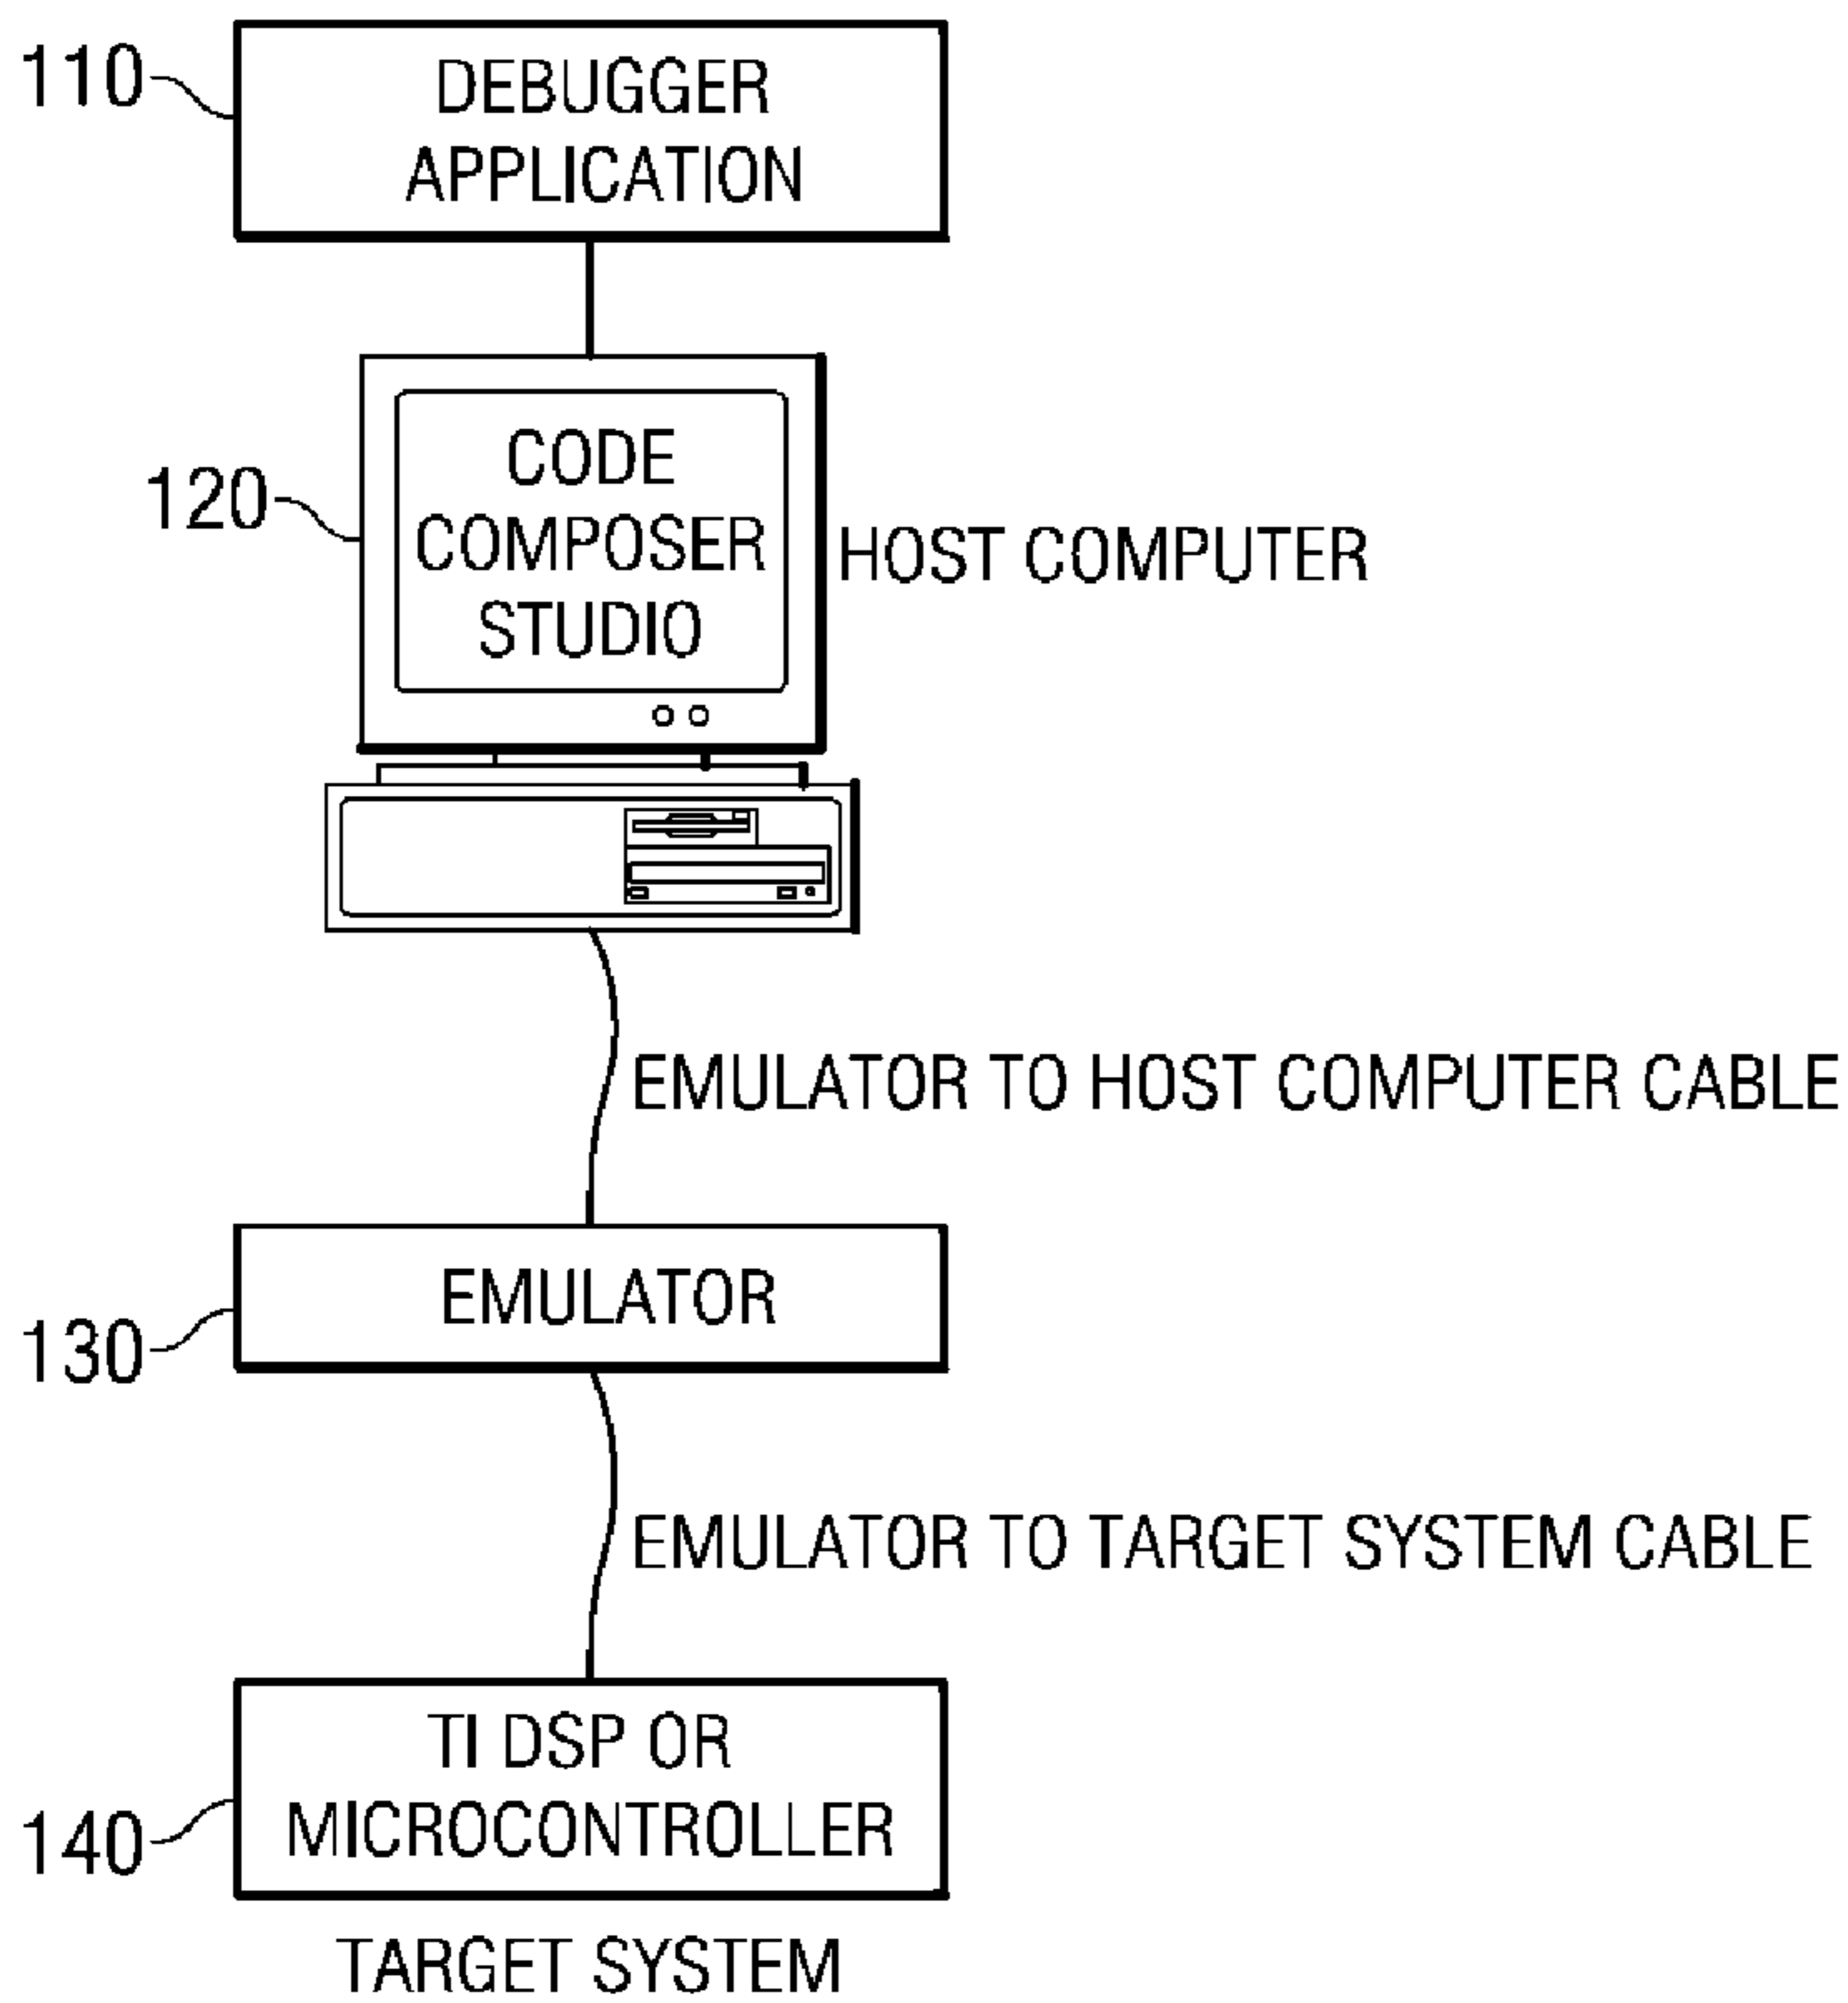 110
DEBUGGER
APPLICATION
120
CODE
COMPOSER
STUDIO
HOST COMPUTER
EMULATOR TO HOST COMPUTER CABLE
130
EMULATOR
EMULATOR TO TARGET SYSTEM CABLE
140
TI DSP OR
MICROCONTROLLER
TARGET SYSTEM